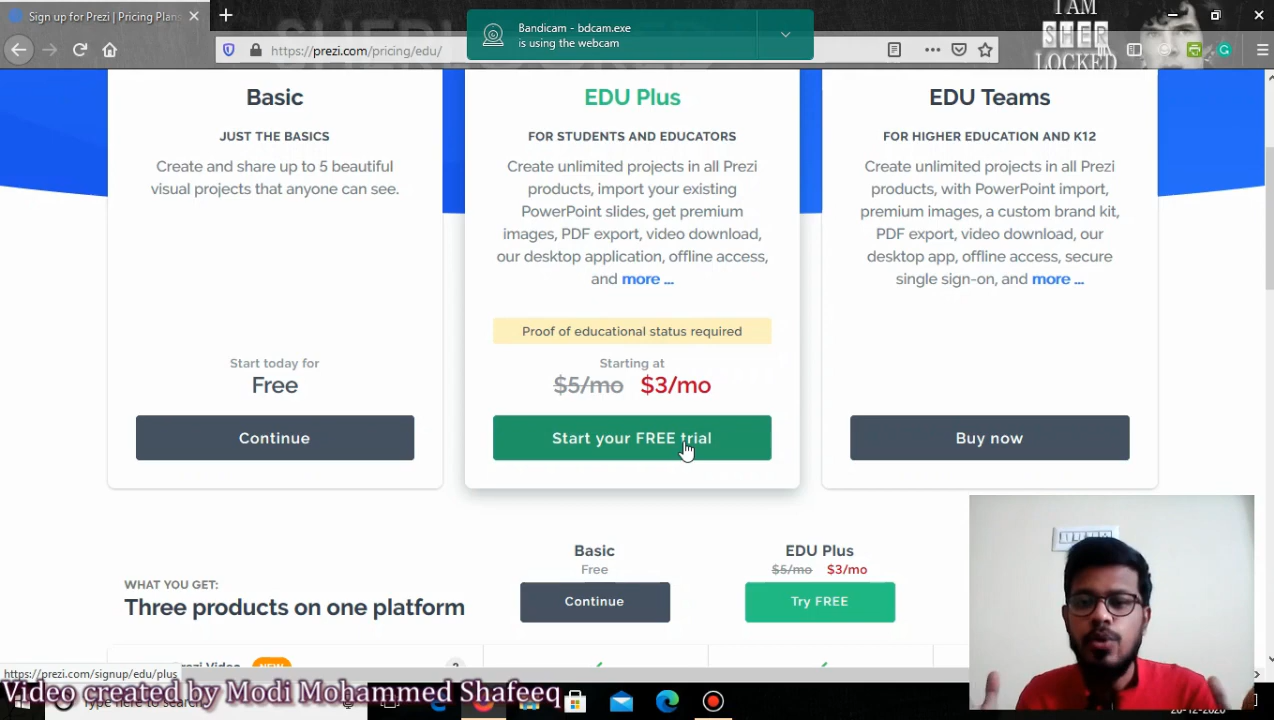 Sign up for Prezi | Pricing Plans
Bandicam - bdcam.exe
is using the webcam
I AM
SHER
LOCKED
https://prezi.com/pricing/edu/
Basic
JUST THE BASICS
Create and share up to 5 beautiful
visual projects that anyone can see.
Start today for
Free
Continue
EDU Plus
FOR STUDENTS AND EDUCATORS
Create unlimited projects in all Prezi
products, import your existing
PowerPoint slides, get premium
images, PDF export, video download,
our desktop application, offline access,
and more ...
Proof of educational status required
Starting at
$5/mo $3/mo
Start your FREE trial
EDU Teams
FOR HIGHER EDUCATION AND K12
Create unlimited projects in all Prezi
products, with PowerPoint import,
premium images, a custom brand kit,
PDF export, video download, our
desktop app, offline access, secure
single sign-on, and more ...
Buy now
WHAT YOU GET:
Three products on one platform
Basic
Free
Continue
EDU Plus
$5/mo $3/mo
Try FREE
Prezi Video NEW
https://prezi.com/signup/edu/plus
Video created by Modi Mohammed Shafeeq
Type here to search